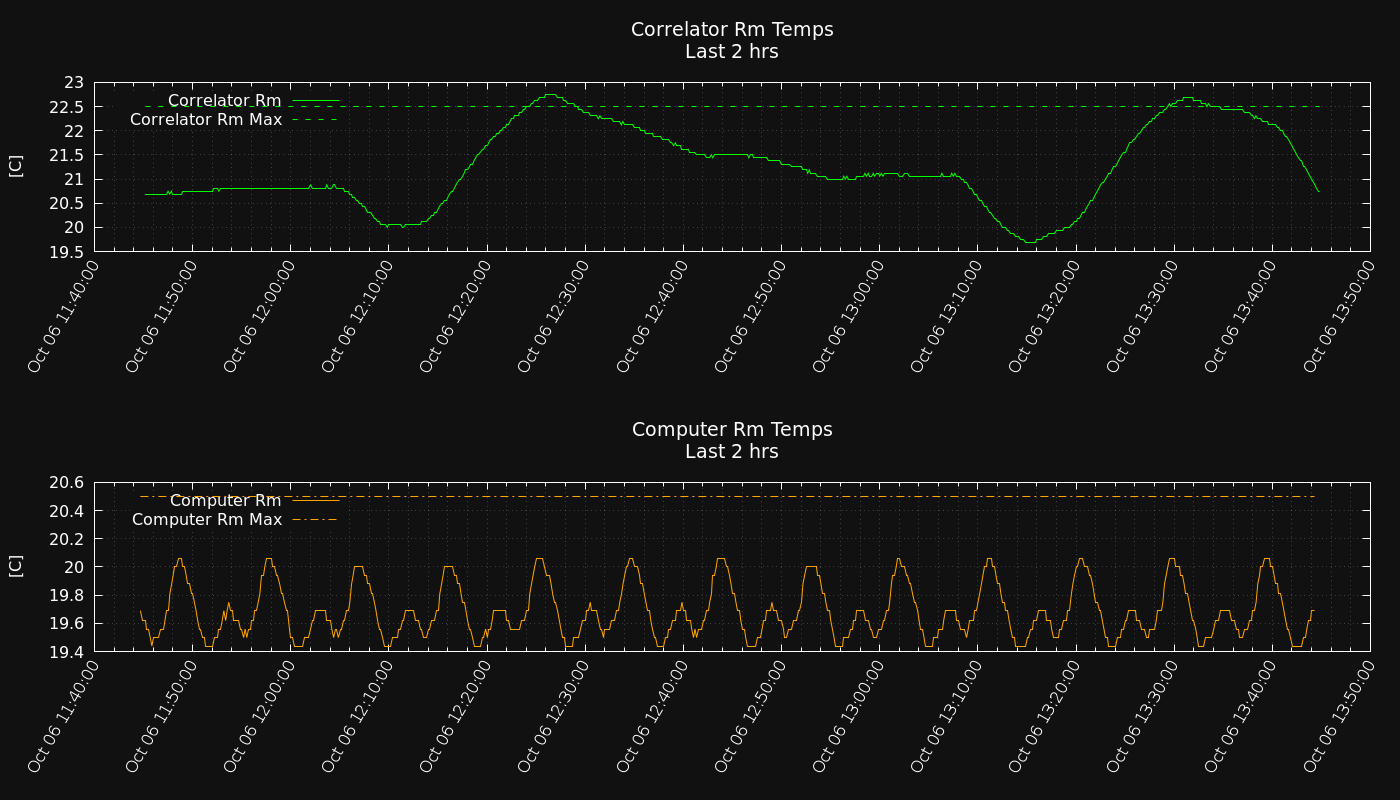 Correlator Rm Temps
Last 2 hrs
23
22.5
22
21.5
21
20.5
20
19.5
[C]
Correlator Rm
Correlator Rm Max
Oct 06 11:40:00
Oct 06 11:50:00
Oct 06 12:00:00
Oct 06 12:10:00
Oct 06 12:20:00
Oct 06 12:30:00
Oct 06 12:40:00
Oct 06 12:50:00
Oct 06 13:00:00
Oct 06 13:10:00
Oct 06 13:20:00
Oct 06 13:30:00
Oct 06 13:40:00
Oct 06 13:50:00
Computer Rm Temps
Last 2 hrs
20.6
20.4
20.2
20
19.8
19.6
19.4
[C]
Computer Rm
Computer Rm Max
Oct 06 11:40:00
Oct 06 11:50:00
Oct 06 12:00:00
Oct 06 12:10:00
Oct 06 12:20:00
Oct 06 12:30:00
Oct 06 12:40:00
Oct 06 12:50:00
Oct 06 13:00:00
Oct 06 13:10:00
Oct 06 13:20:00
Oct 06 13:30:00
Oct 06 13:40:00
Oct 06 13:50:00